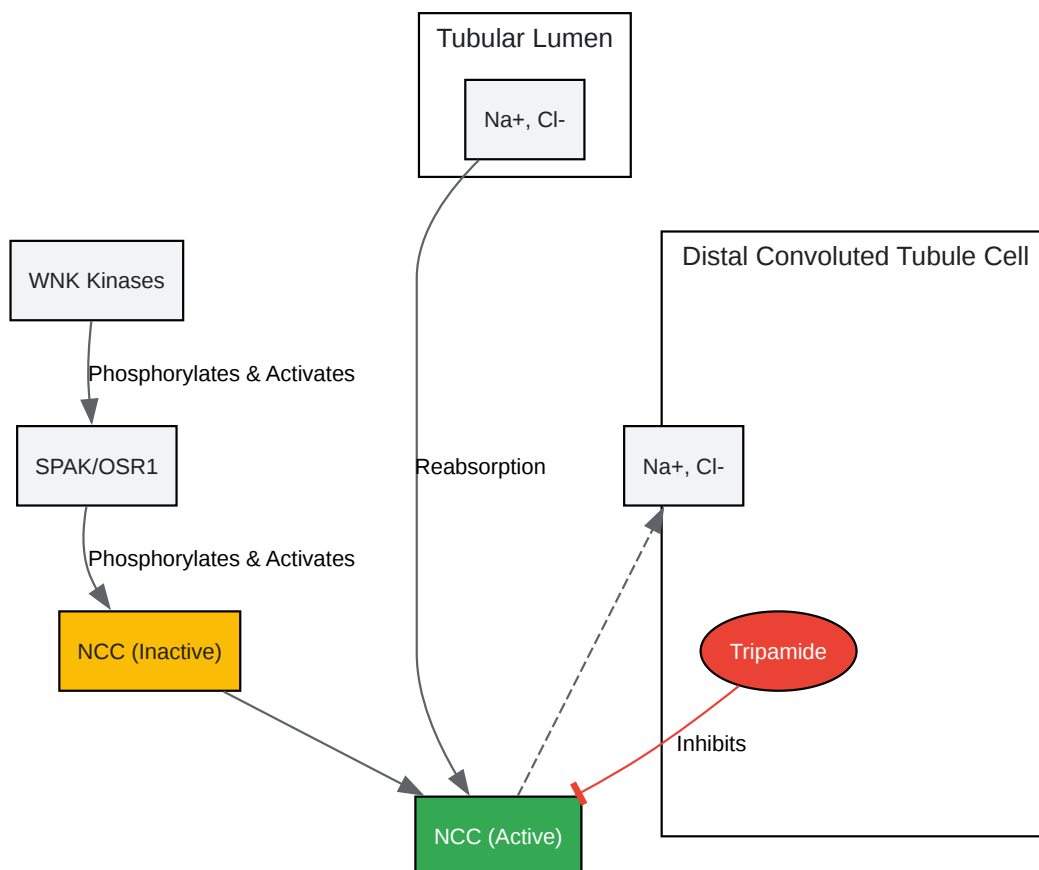 Tubular Lumen
Na+, Cl-
WNK Kinases
Distal Convoluted Tubule Cell
Phosphorylates & Activates
SPAK/OSR1
Reabsorption
Na+, Cl-
Phosphorylates & Activates
NCC (Inactive)
Tripamide
Inhibits
NCC (Active)